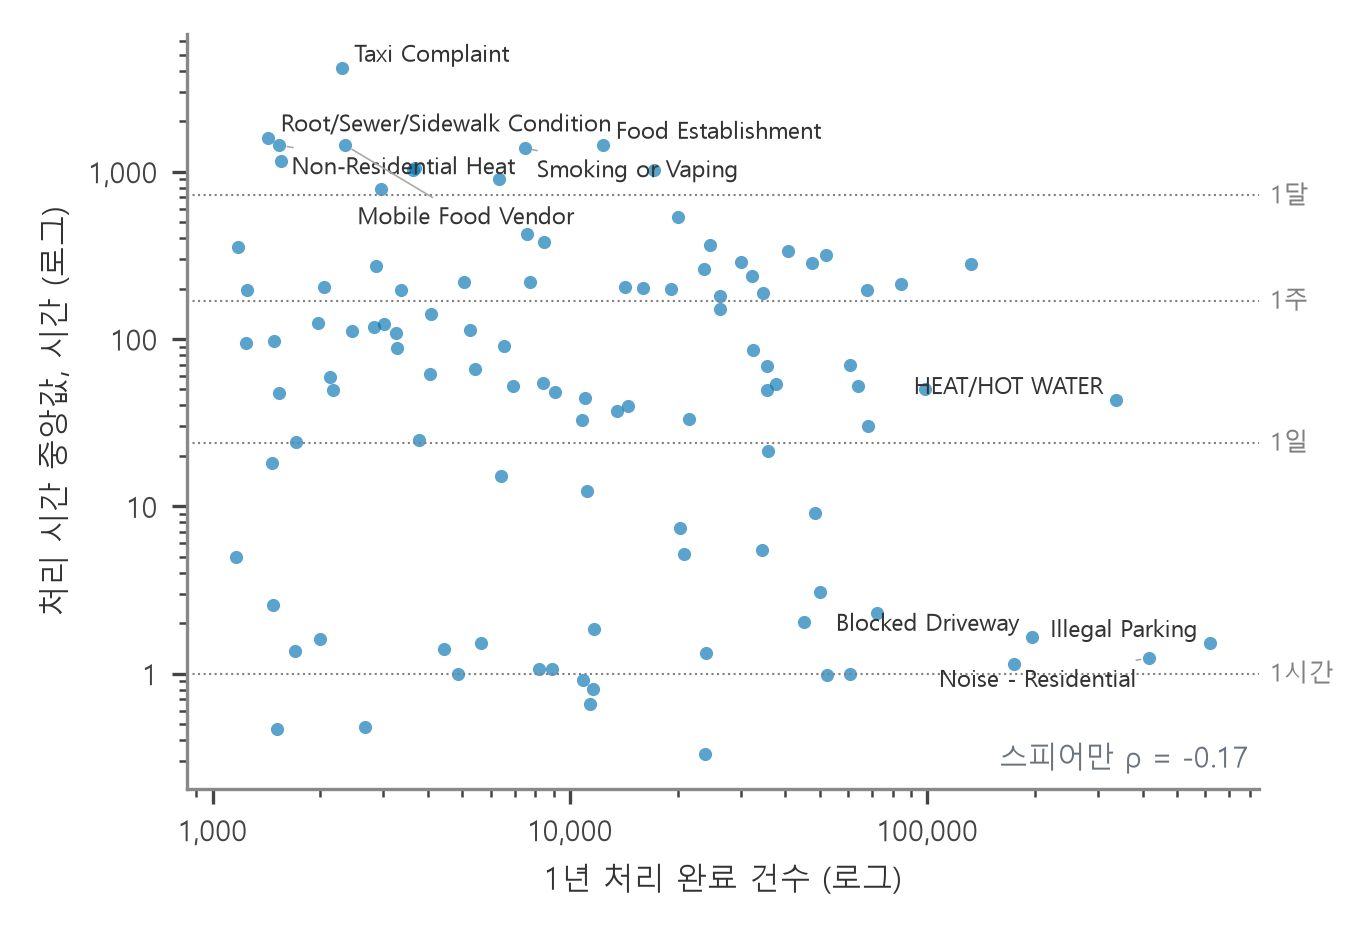 Taxi Complaint
Root/Sewer/Sidewalk Condition
Food Establishment
Non-Residential Heat
Smoking or Vaping
Mobile Food Vendor
HEAT/HOT WATER
Blocked Driveway
Illegal Parking
Noise - Residential
1달
1주
1일
1시간
스피어만 ρ = -0.17
처리 시간 중앙값, 시간 (로그)
1,000
100
10
1
1,000
10,000
100,000
1년 처리 완료 건수 (로그)